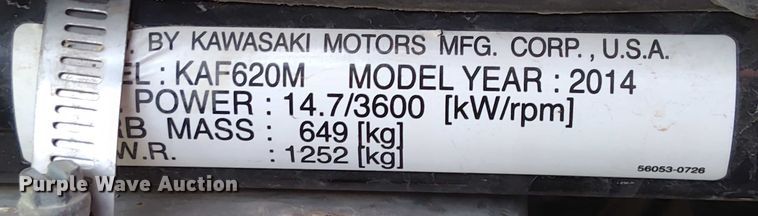 . BY KAWASAKI MOTORS MFG. CORP., U.S.A.
EL: KAF620M MODEL YEAR: 2014
POWER: 14.7/3600 [kW/rpm]
RB MASS: 649 [kg]
.W.R.: 1252 [kg]
56053-0726
Purple Wave Auction